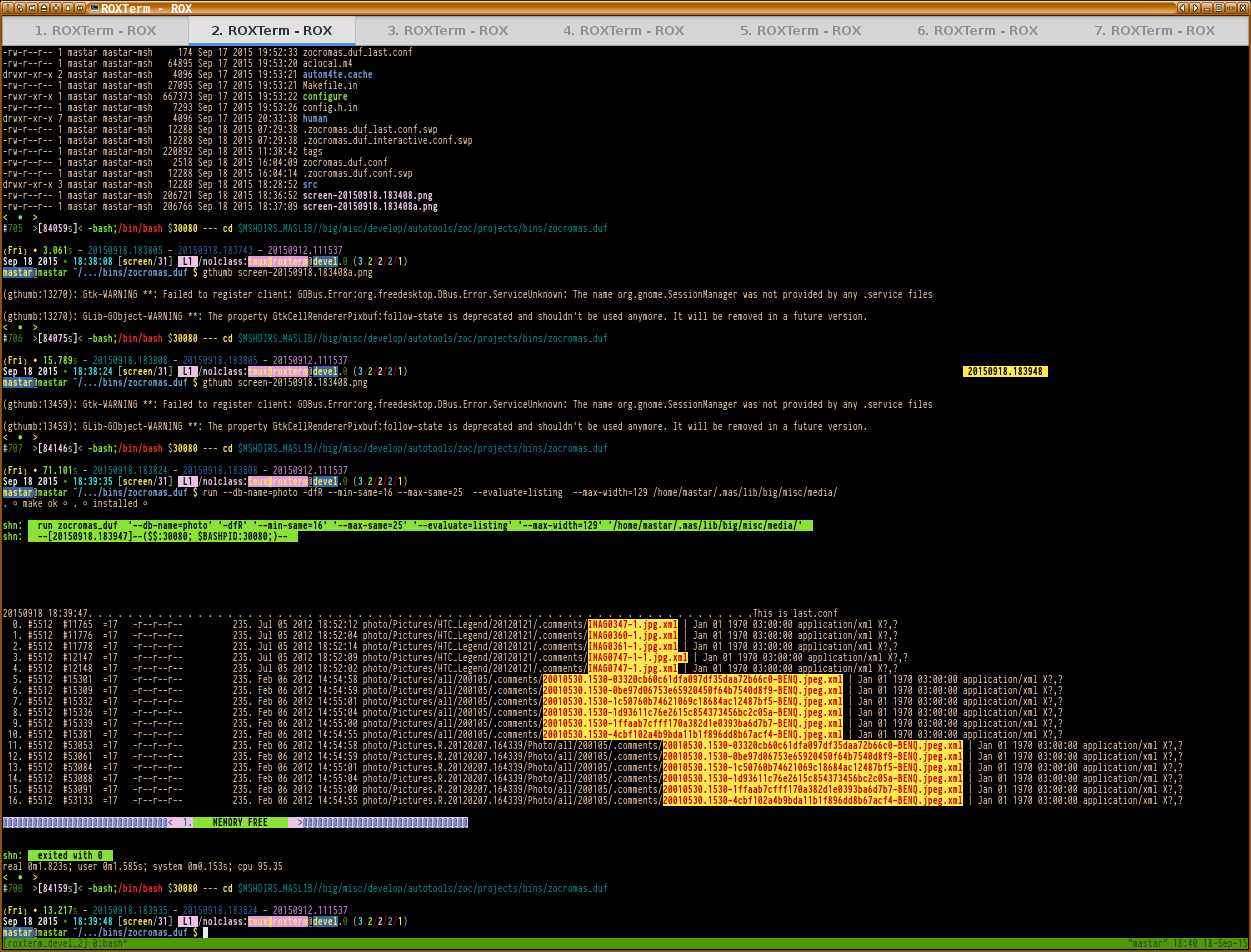 ROXTerm - ROX
1. ROXTerm - ROX 2. ROXTerm - ROX 3. ROXTerm - ROX 4. ROXTerm - ROX 5. ROXTerm - ROX 6. ROXTerm - ROX 7. ROXTerm - ROX
-rw-r--r-- 1 mastar mastar-msh 174 Sep 17 2015 19:52:33 zocromas_duf_last.conf
-rw-r--r-- 1 mastar mastar-msh 64895 Sep 17 2015 19:53:20 aclocal.m4
drwxr-xr-x 2 mastar mastar-msh 4096 Sep 17 2015 19:53:21 autom4te.cache
-rw-r--r-- 1 mastar mastar-msh 27095 Sep 17 2015 19:53:21 Makefile.in
-rwxr-xr-x 1 mastar mastar-msh 667373 Sep 17 2015 19:53:22 configure
-rw-r--r-- 1 mastar mastar-msh 7293 Sep 17 2015 19:53:26 config.h.in
drwxr-xr-x 7 mastar mastar-msh 4096 Sep 17 2015 20:33:38 human
-rw-r--r-- 1 mastar mastar-msh 12288 Sep 18 2015 07:29:38 .zocromas_duf_last.conf.swp
-rw-r--r-- 1 mastar mastar-msh 12288 Sep 18 2015 07:29:38 .zocromas_duf_interactive.conf.swp
-rw-r--r-- 1 mastar mastar-msh 220892 Sep 18 2015 11:38:42 tags
-rw-r--r-- 1 mastar mastar-msh 2518 Sep 18 2015 16:04:09 zocromas_duf.conf
-rw-r--r-- 1 mastar mastar-msh 12288 Sep 18 2015 16:04:14 .zocromas_duf.conf.swp
drwxr-xr-x 3 mastar mastar-msh 12288 Sep 18 2015 18:28:52 src
-rw-r--r-- 1 mastar mastar-msh 206721 Sep 18 2015 18:36:52 screen-20150918.183408.png
-rw-r--r-- 1 mastar mastar-msh 206766 Sep 18 2015 18:37:09 screen-20150918.183408a.png
< • >
#705 >[84059s]< -bash;/bin/bash $30080 --- cd $MSHDIRS_MASLIB//big/misc/develop/autotools/zoc/projects/bins/zocromas_duf
(Fri) • 3.061s - 20150918.183805 - 20150918.183743 - 20150912.111537
Sep 18 2015 • 18:38:08 [screen/31] L1 /nolclass:tmux@roxterm@devel.0 (3.2/2/2/1)
mastar@mastar ~/.../bins/zocromas_duf $ gthumb screen-20150918.183408a.png
(gthumb:13270): Gtk-WARNING **: Failed to register client: GDBus.Error:org.freedesktop.DBus.Error.ServiceUnknown: The name org.gnome.SessionManager was not provided by any .service files
(gthumb:13270): GLib-GObject-WARNING **: The property GtkCellRendererPixbuf:follow-state is deprecated and shouldn't be used anymore. It will be removed in a future version.
< • >
#706 >[84075s]< -bash;/bin/bash $30080 --- cd $MSHDIRS_MASLIB//big/misc/develop/autotools/zoc/projects/bins/zocromas_duf
(Fri) • 15.789s - 20150918.183808 - 20150918.183805 - 20150912.111537
Sep 18 2015 • 18:38:24 [screen/31] L1 /nolclass:tmux@roxterm@devel.0 (3.2/2/2/1) 20150918.183948
mastar@mastar ~/.../bins/zocromas_duf $ gthumb screen-20150918.183408.png
(gthumb:13459): Gtk-WARNING **: Failed to register client: GDBus.Error:org.freedesktop.DBus.Error.ServiceUnknown: The name org.gnome.SessionManager was not provided by any .service files
(gthumb:13459): GLib-GObject-WARNING **: The property GtkCellRendererPixbuf:follow-state is deprecated and shouldn't be used anymore. It will be removed in a future version.
< • >
#707 >[84146s]< -bash;/bin/bash $30080 --- cd $MSHDIRS_MASLIB//big/misc/develop/autotools/zoc/projects/bins/zocromas_duf
(Fri) • 71.101s - 20150918.183824 - 20150918.183808 - 20150912.111537
Sep 18 2015 • 18:39:35 [screen/31] L1 /nolclass:tmux@roxterm@devel.0 (3.2/2/2/1)
mastar@mastar ~/.../bins/zocromas_duf $ run --db-name=photo -dfR --min-same=16 --max-same=25 --evaluate=listing --max-width=129 /home/mastar/.mas/lib/big/misc/media/
. ◦ make ok ◦ . ◦ installed ◦
shn: run zocromas_duf '--db-name=photo' '-dfR' '--min-same=16' '--max-same=25' '--evaluate=listing' '--max-width=129' '/home/mastar/.mas/lib/big/misc/media/'
shn: --[20150918.183947]--($$:30080; $BASHPID:30080;)--
20150918 18:39:47. . . . . . . . . . . . . . . . . . . . . . . . . . . . . . . . . . . . . . . . . . . . . . . . . . . . . . . . . . . . . . . . . .This is last.conf
0. #5512 #11765 =17 -r--r--r-- 235. Jul 05 2012 18:52:12 photo/Pictures/HTC_Legend/20120121/.comments/IMAG0347-1.jpg.xml | Jan 01 1970 03:00:00 application/xml X?,?
1. #5512 #11776 =17 -r--r--r-- 235. Jul 05 2012 18:52:04 photo/Pictures/HTC_Legend/20120121/.comments/IMAG0360-1.jpg.xml | Jan 01 1970 03:00:00 application/xml X?,?
2. #5512 #11778 =17 -r--r--r-- 235. Jul 05 2012 18:52:14 photo/Pictures/HTC_Legend/20120121/.comments/IMAG0361-1.jpg.xml | Jan 01 1970 03:00:00 application/xml X?,?
3. #5512 #12147 =17 -r--r--r-- 235. Jul 05 2012 18:52:09 photo/Pictures/HTC_Legend/20120121/.comments/IMAG0747-1-1.jpg.xml | Jan 01 1970 03:00:00 application/xml X?,?
4. #5512 #12148 =17 -r--r--r-- 235. Jul 05 2012 18:52:02 photo/Pictures/HTC_Legend/20120121/.comments/IMAG0747-1.jpg.xml | Jan 01 1970 03:00:00 application/xml X?,?
5. #5512 #15301 =17 -r--r--r-- 235. Feb 06 2012 14:54:58 photo/Pictures/all/200105/.comments/20010530.1530-03320cb60c61dfa097df35daa72b66c0-BENQ.jpeg.xml | Jan 01 1970 03:00:00 application/xml X?,?
6. #5512 #15309 =17 -r--r--r-- 235. Feb 06 2012 14:54:59 photo/Pictures/all/200105/.comments/20010530.1530-0be97d06753e65920450f64b7540d8f9-BENQ.jpeg.xml | Jan 01 1970 03:00:00 application/xml X?,?
7. #5512 #15332 =17 -r--r--r-- 235. Feb 06 2012 14:55:01 photo/Pictures/all/200105/.comments/20010530.1530-1c50760b74621069c18684ac12487bf5-BENQ.jpeg.xml | Jan 01 1970 03:00:00 application/xml X?,?
8. #5512 #15336 =17 -r--r--r-- 235. Feb 06 2012 14:55:04 photo/Pictures/all/200105/.comments/20010530.1530-1d93611c76e2615c854373456bc2c05a-BENQ.jpeg.xml | Jan 01 1970 03:00:00 application/xml X?,?
9. #5512 #15339 =17 -r--r--r-- 235. Feb 06 2012 14:55:00 photo/Pictures/all/200105/.comments/20010530.1530-1ffaab7cfff170a382d1e0393ba6d7b7-BENQ.jpeg.xml | Jan 01 1970 03:00:00 application/xml X?,?
10. #5512 #15381 =17 -r--r--r-- 235. Feb 06 2012 14:54:55 photo/Pictures/all/200105/.comments/20010530.1530-4cbf102a4b9bda11b1f896dd8b67acf4-BENQ.jpeg.xml | Jan 01 1970 03:00:00 application/xml X?,?
11. #5512 #53053 =17 -r--r--r-- 235. Feb 06 2012 14:54:58 photo/Pictures.R.20120207.164339/Photo/all/200105/.comments/20010530.1530-03320cb60c61dfa097df35daa72b66c0-BENQ.jpeg.xml | Jan 01 1970 03:00:00 application/xml X?,?
12. #5512 #53061 =17 -r--r--r-- 235. Feb 06 2012 14:54:59 photo/Pictures.R.20120207.164339/Photo/all/200105/.comments/20010530.1530-0be97d06753e65920450f64b7540d8f9-BENQ.jpeg.xml | Jan 01 1970 03:00:00 application/xml X?,?
13. #5512 #53084 =17 -r--r--r-- 235. Feb 06 2012 14:55:01 photo/Pictures.R.20120207.164339/Photo/all/200105/.comments/20010530.1530-1c50760b74621069c18684ac12487bf5-BENQ.jpeg.xml | Jan 01 1970 03:00:00 application/xml X?,?
14. #5512 #53088 =17 -r--r--r-- 235. Feb 06 2012 14:55:04 photo/Pictures.R.20120207.164339/Photo/all/200105/.comments/20010530.1530-1d93611c76e2615c854373456bc2c05a-BENQ.jpeg.xml | Jan 01 1970 03:00:00 application/xml X?,?
15. #5512 #53091 =17 -r--r--r-- 235. Feb 06 2012 14:55:00 photo/Pictures.R.20120207.164339/Photo/all/200105/.comments/20010530.1530-1ffaab7cfff170a382d1e0393ba6d7b7-BENQ.jpeg.xml | Jan 01 1970 03:00:00 application/xml X?,?
16. #5512 #53133 =17 -r--r--r-- 235. Feb 06 2012 14:54:55 photo/Pictures.R.20120207.164339/Photo/all/200105/.comments/20010530.1530-4cbf102a4b9bda11b1f896dd8b67acf4-BENQ.jpeg.xml | Jan 01 1970 03:00:00 application/xml X?,?
< 1. MEMORY FREE >
shn: exited with 0
real 0m1.823s; user 0m1.585s; system 0m0.153s; cpu 95.35
< • >
#708 >[84159s]< -bash;/bin/bash $30080 --- cd $MSHDIRS_MASLIB//big/misc/develop/autotools/zoc/projects/bins/zocromas_duf
(Fri) • 13.217s - 20150918.183935 - 20150918.183824 - 20150912.111537
Sep 18 2015 • 18:39:48 [screen/31] L1 /nolclass:tmux@roxterm@devel.0 (3.2/2/2/1)
mastar@mastar ~/.../bins/zocromas_duf $
[roxterm_devel_2] 0:bash* "mastar" 18:40 18-Sep-15